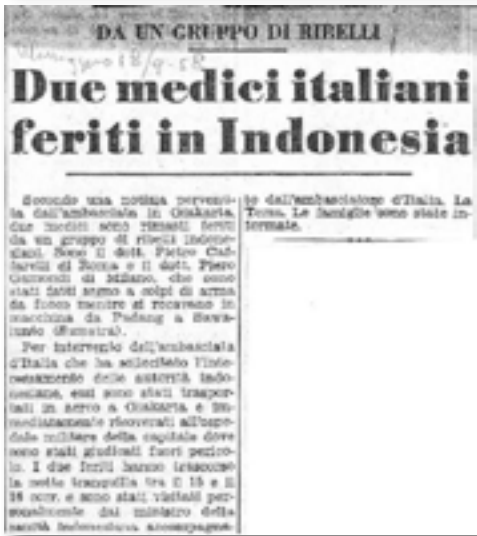 DA UN GRUPPO DI RIBELLI
18/9-58
Due medici italiani
feriti in Indonesia
Secondo una notizia pervenu-
ta dall'ambasciata in Giakarta,
due medici sono rimasti feriti
da un gruppo di ribelli indone-
siani. Sono il dott. Pietro Caf-
farelli di Roma e il dott. Piero
di Milano, che sono
stati fatti segno a colpi di arma
da fuoco mentre si recavano in
macchina da Padang a Sawa-
lunto (Sumatra).
Per intervento dell'ambasciata
d'Italia che ha sollecitato l'inte-
ressamento delle autorità indo-
nesiane, essi sono stati traspor-
tati in aereo a Giakarta e im-
mediatamente ricoverati all'ospe-
dale militare della capitale dove
sono stati giudicati fuori perico-
lo. I due feriti hanno trascorso
la notte tranquilla tra il 15 e il
16 corr. e sono stati visitati per-
sonalmente dal ministro della
sanità indonesiana accompagna-
to dall'ambasciatore d'Italia, La
Terza. Le famiglie sono state in-
formate.